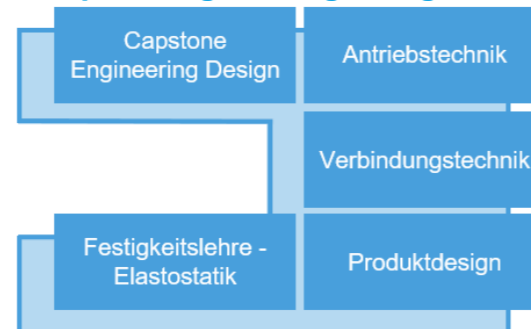 Capstone
Engineering Design
Antriebstechnik
Verbindungstechnik
Festigkeitslehre -
Elastostatik
Produktdesign